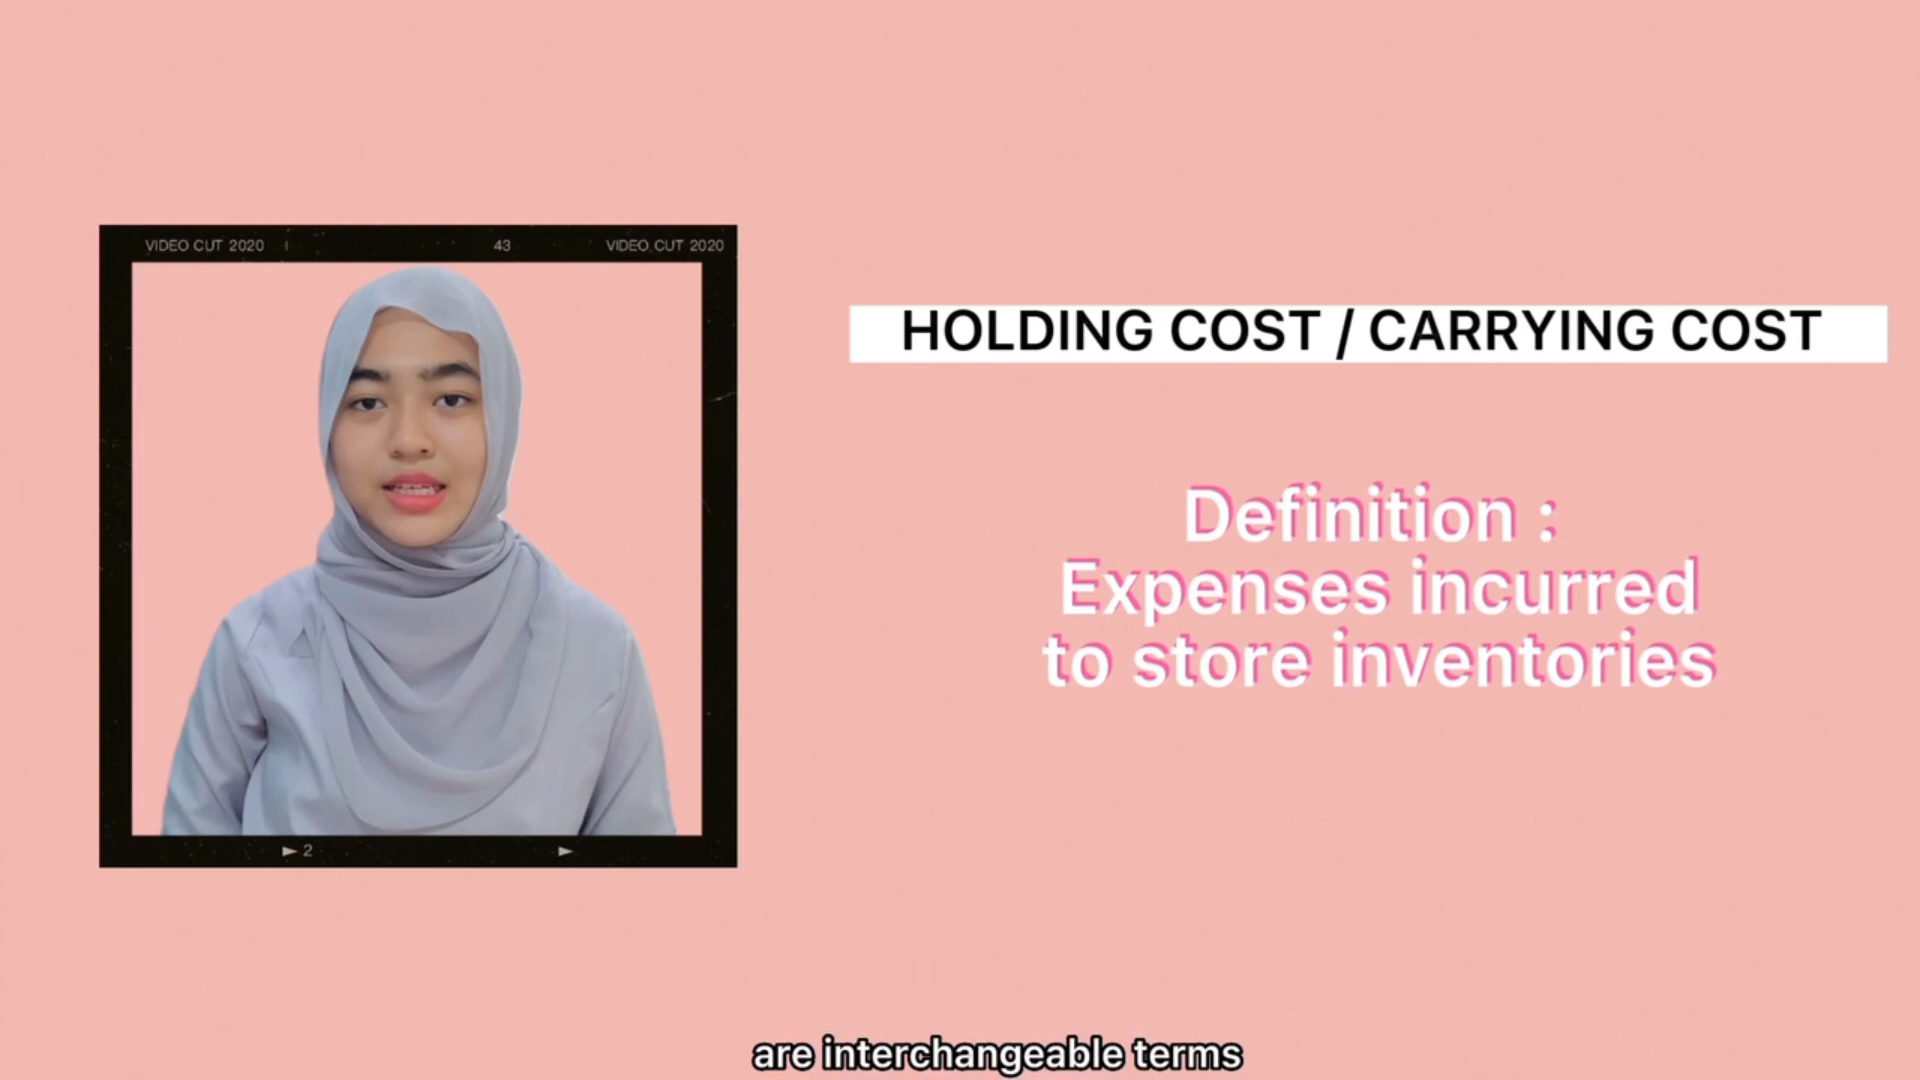 VIDEO CUT 2020 43 VIDEO CUT 2020
HOLDING COST / CARRYING COST
Definition :
Expenses incurred
to store inventories
2
are interchangeable terms